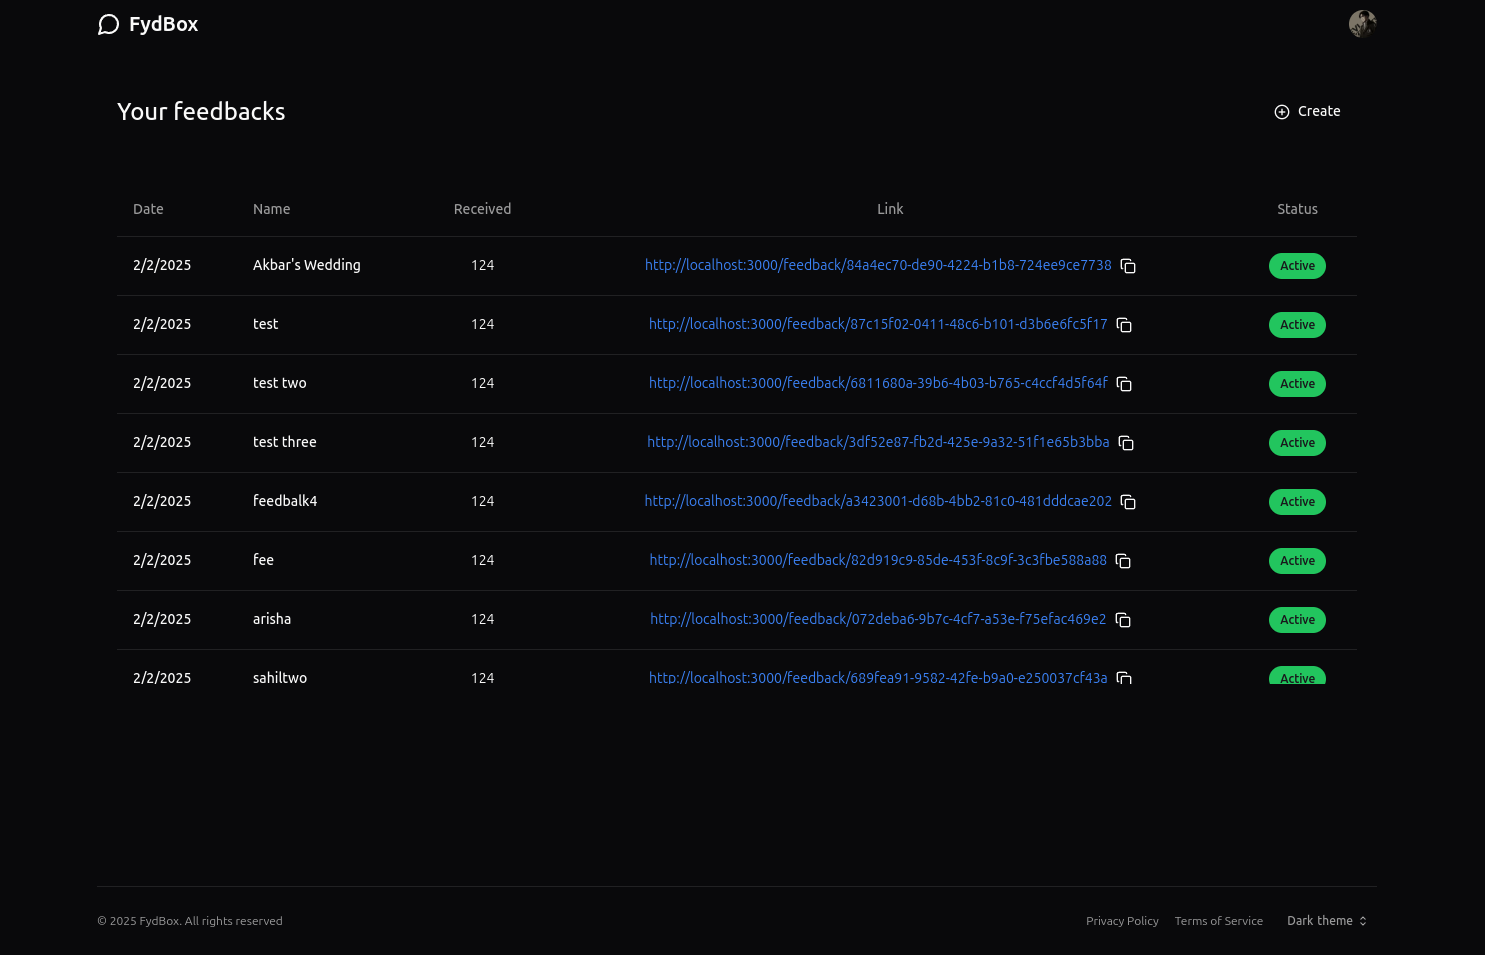 FydBox
Your feedbacks
Create
Date Name Received Link Status
2/2/2025 Akbar's Wedding 124 http://localhost:3000/feedback/84a4ec70-de90-4224-b1b8-724ee9ce7738 Active
2/2/2025 test 124 http://localhost:3000/feedback/87c15f02-0411-48c6-b101-d3b6e6fc5f17 Active
2/2/2025 test two 124 http://localhost:3000/feedback/6811680a-39b6-4b03-b765-c4ccf4d5f64f Active
2/2/2025 test three 124 http://localhost:3000/feedback/3df52e87-fb2d-425e-9a32-51f1e65b3bba Active
2/2/2025 feedbalk4 124 http://localhost:3000/feedback/a3423001-d68b-4bb2-81c0-481dddcae202 Active
2/2/2025 fee 124 http://localhost:3000/feedback/82d919c9-85de-453f-8c9f-3c3fbe588a88 Active
2/2/2025 arisha 124 http://localhost:3000/feedback/072deba6-9b7c-4cf7-a53e-f75efac469e2 Active
2/2/2025 sahiltwo 124 http://localhost:3000/feedback/689fea91-9582-42fe-b9a0-e250037cf43a Active
© 2025 FydBox. All rights reserved Privacy Policy Terms of Service Dark theme